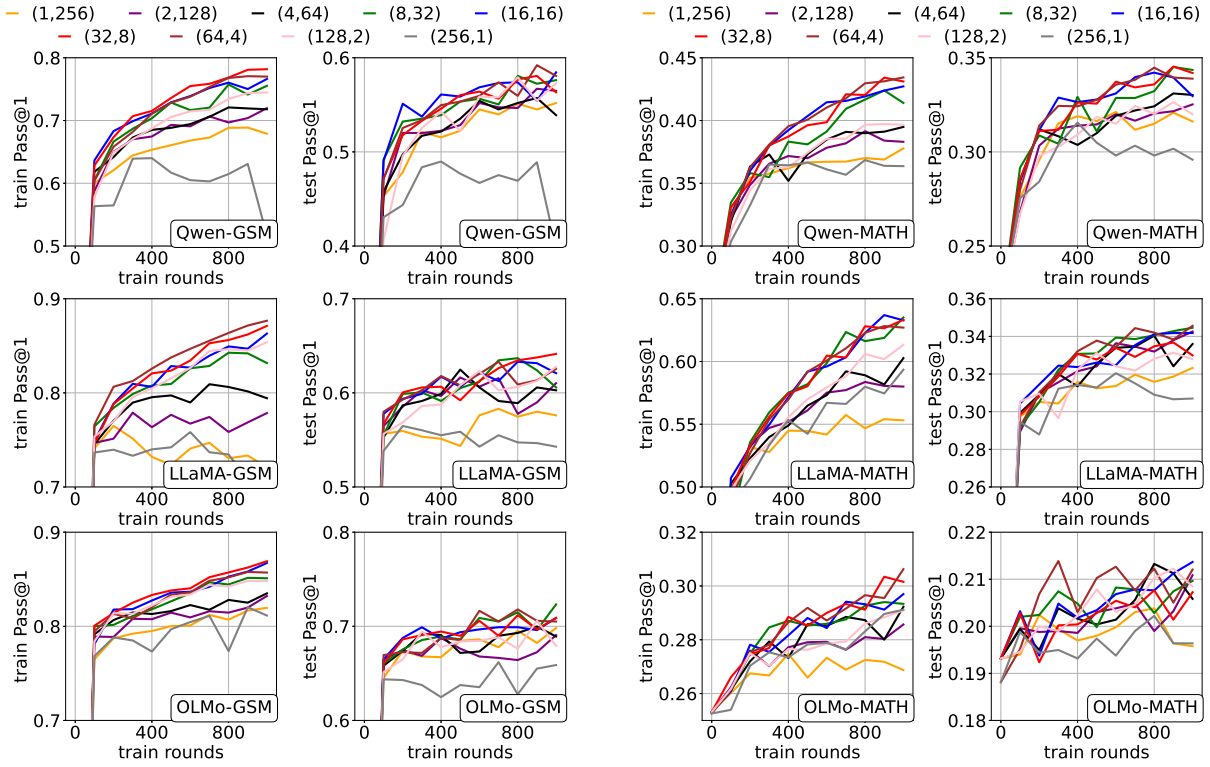 (1,256) (2,128) (4,64) (8,32) (16,16)
(32,8) (64,4) (128,2) (256,1)
(1,256) (2,128) (4,64) (8,32) (16,16)
(32,8) (64,4) (128,2) (256,1)
train Pass@1
0.8
0.7
0.6
0.5
0 400 800
train rounds
Qwen-GSM
test Pass@1
0.6
0.5
0.4
0 400 800
train rounds
Qwen-GSM
train Pass@1
0.45
0.40
0.35
0.30
0 400 800
train rounds
Qwen-MATH
test Pass@1
0.35
0.30
0.25
0 400 800
train rounds
Qwen-MATH
train Pass@1
0.9
0.8
0.7
0 400 800
train rounds
LLaMA-GSM
test Pass@1
0.7
0.6
0.5
0 400 800
train rounds
LLaMA-GSM
train Pass@1
0.65
0.60
0.55
0.50
0 400 800
train rounds
LLaMA-MATH
test Pass@1
0.36
0.34
0.32
0.30
0.28
0.26
0 400 800
train rounds
LLaMA-MATH
train Pass@1
0.9
0.8
0.7
0 400 800
train rounds
OLMo-GSM
test Pass@1
0.8
0.7
0.6
0 400 800
train rounds
OLMo-GSM
train Pass@1
0.32
0.30
0.28
0.26
0 400 800
train rounds
OLMo-MATH
test Pass@1
0.22
0.21
0.20
0.19
0.18
0 400 800
train rounds
OLMo-MATH